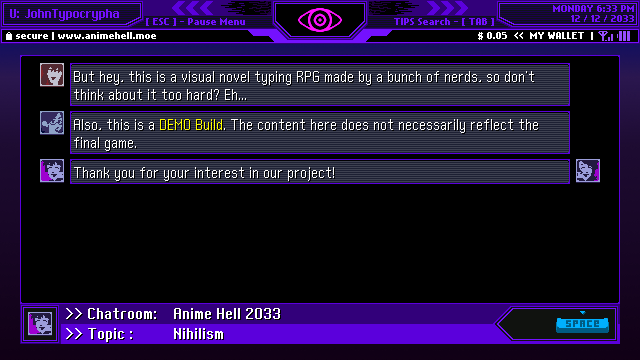 U: JohnTypocrypha
[ ESC ] - Pause Menu
TIPS Search - [ TAB ]
MONDAY 6:33 PM
12 / 12 / 2033
secure | www.animehell.moe
$ 0.05 << MY WALLET |
But hey, this is a visual novel typing RPG made by a bunch of nerds, so don't
think about it too hard? Eh...
Also, this is a DEMO Build. The content here does not necessarily reflect the
final game.
Thank you for your interest in our project!
>> Chatroom: Anime Hell 2033
>> Topic : Nihilism
SPACE